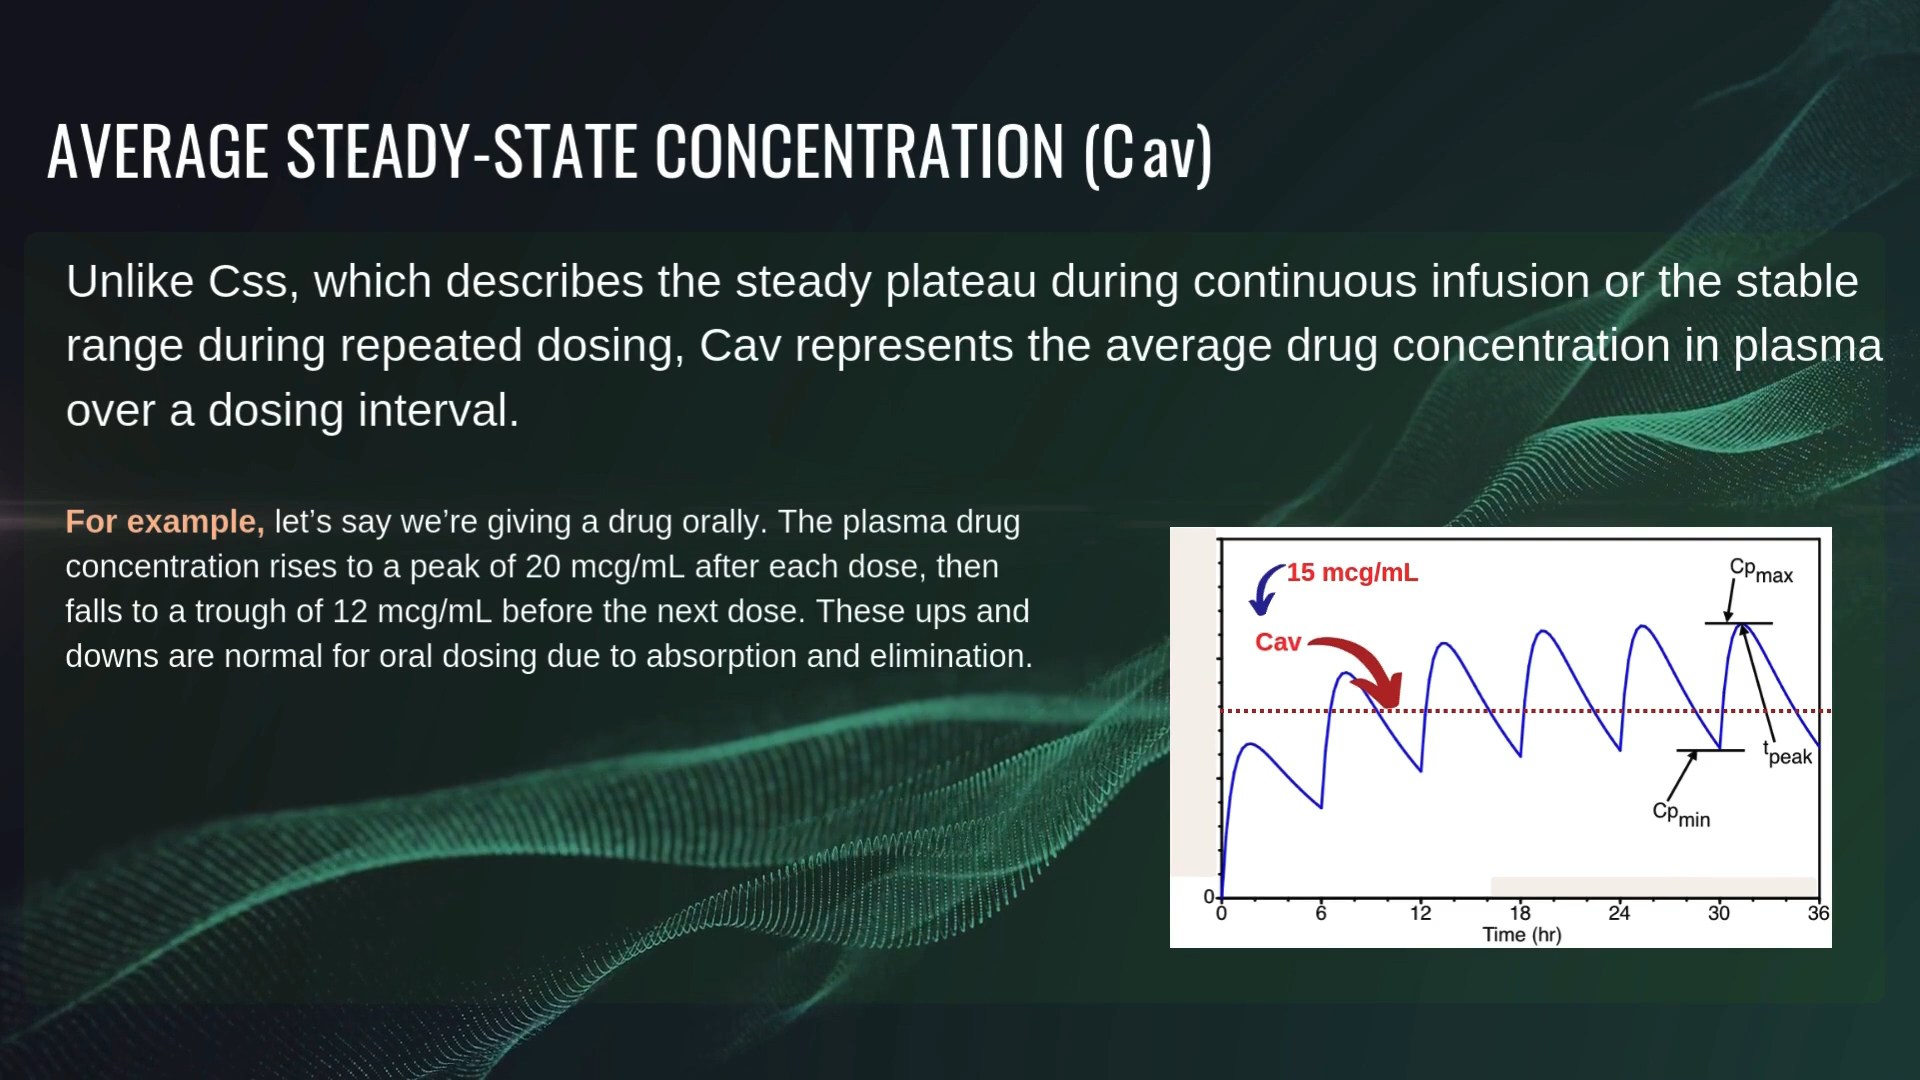 AVERAGE STEADY-STATE CONCENTRATION (Cav)
Unlike Css, which describes the steady plateau during continuous infusion or the stable
range during repeated dosing, Cav represents the average drug concentration in plasma
over a dosing interval.
For example, let’s say we’re giving a drug orally. The plasma drug
concentration rises to a peak of 20 mcg/mL after each dose, then
falls to a trough of 12 mcg/mL before the next dose. These ups and
downs are normal for oral dosing due to absorption and elimination.
15 mcg/mL
Cav
Cpmax
tpeak
Cpmin
0
0 6 12 18 24 30 36
Time (hr)